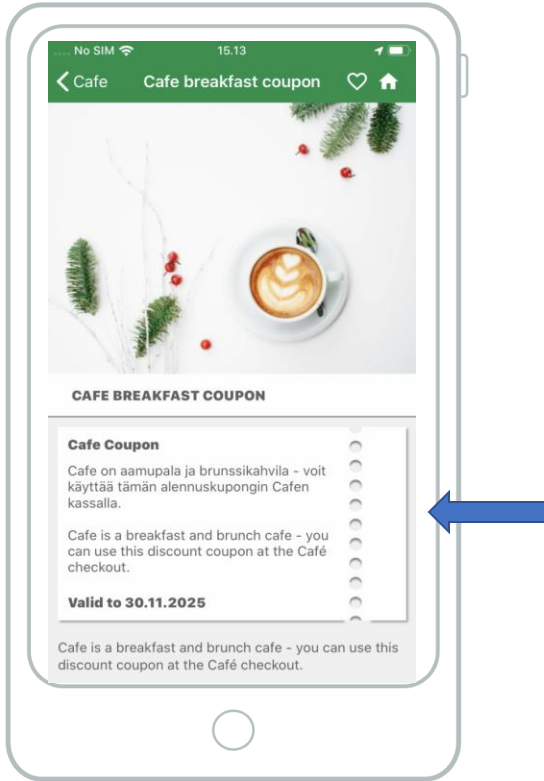 .... No SIM 15.13
Cafe Cafe breakfast coupon
CAFE BREAKFAST COUPON
Cafe Coupon
Cafe on aamupala ja brunssikahvila - voit
käyttää tämän alennuskupongin Cafen
kassalla.
Cafe is a breakfast and brunch cafe - you
can use this discount coupon at the Café
checkout.
Valid to 30.11.2025
Cafe is a breakfast and brunch cafe - you can use this
discount coupon at the Café checkout.